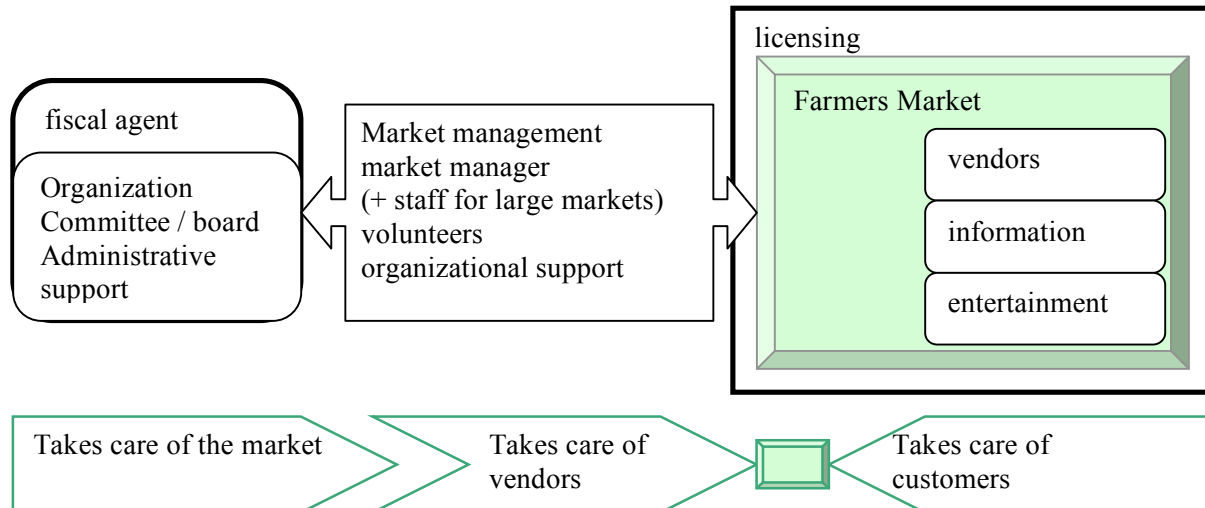 fiscal agent
Organization
Committee / board
Administrative
support
Market management
market manager
(+ staff for large markets)
volunteers
organizational support
licensing
Farmers Market
vendors
information
entertainment
Takes care of the market
Takes care of
vendors
Takes care of
customers